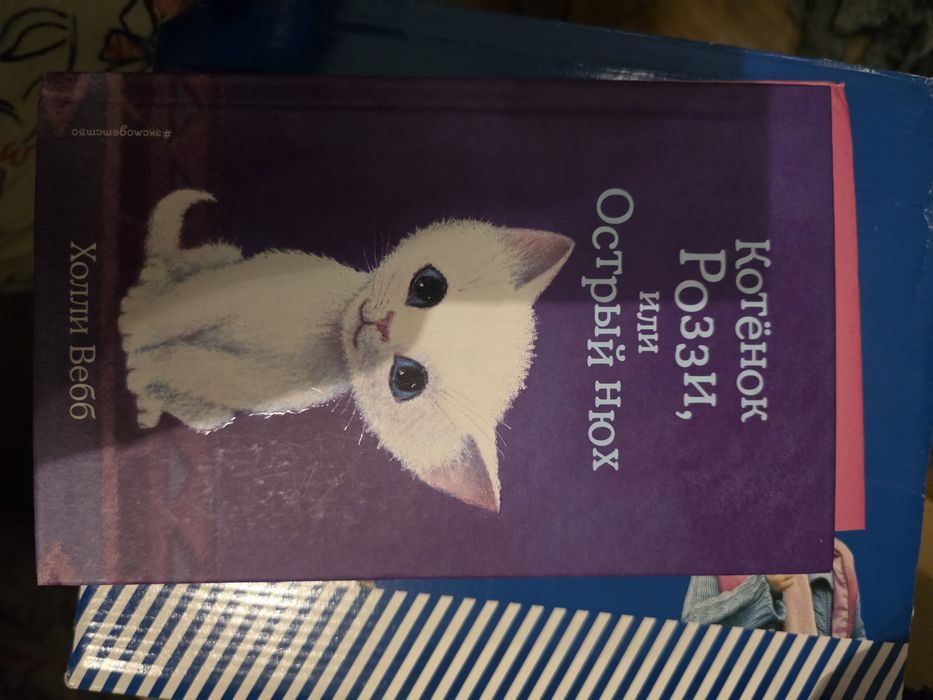 Котёнок
Роззи,
или
Острый нюх
Холли Вебб
#эксмодетство